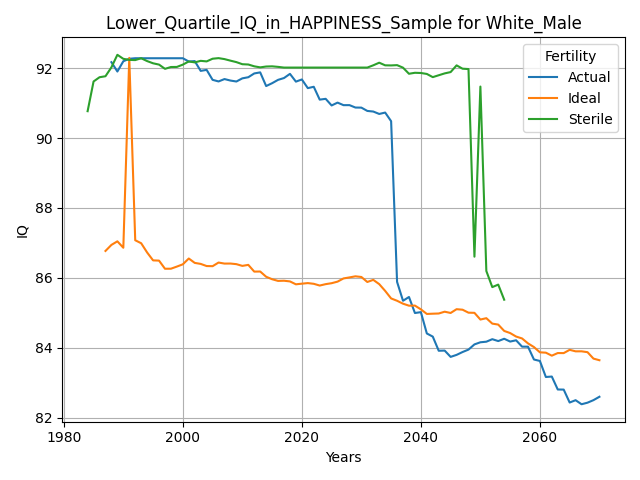 Lower_Quartile_IQ_in_HAPPINESS_Sample for White_Male
Fertility
Actual
Ideal
Sterile
IQ
92
90
88
86
84
82
1980
2000
2020
2040
2060
Years